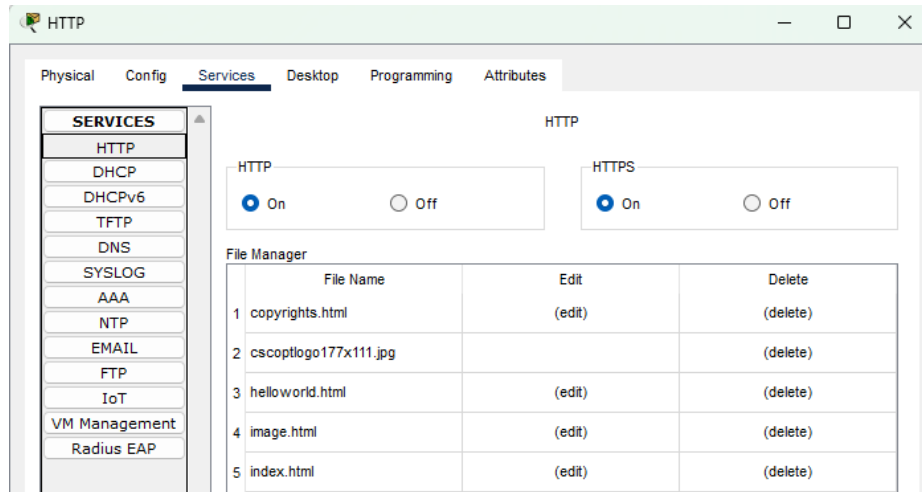 HTTP
Physical Config Services Desktop Programming Attributes
SERVICES
HTTP
DHCP
DHCPv6
TFTP
DNS
SYSLOG
AAA
NTP
EMAIL
FTP
IoT
VM Management
Radius EAP
HTTP
HTTP
On Off
HTTPS
On Off
File Manager
File Name Edit Delete
1 copyrights.html (edit) (delete)
2 cscoptlogo177x111.jpg (delete)
3 helloworld.html (edit) (delete)
4 image.html (edit) (delete)
5 index.html (edit) (delete)